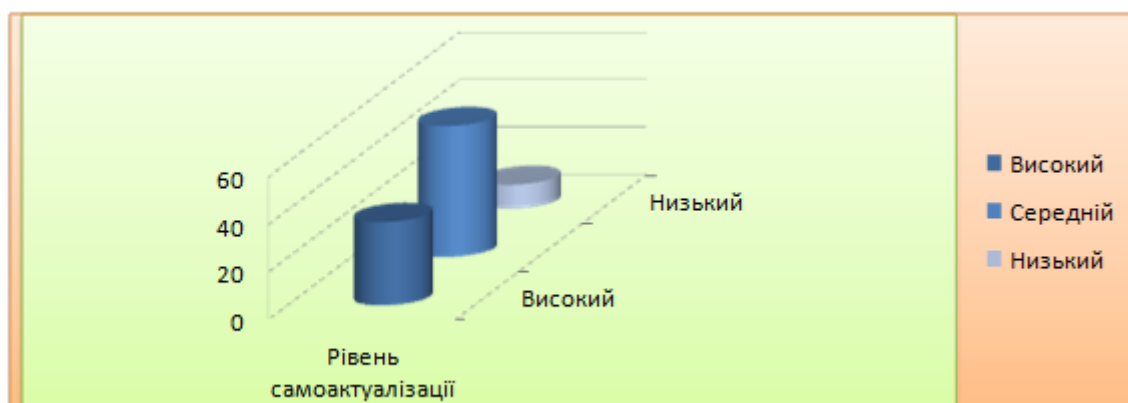 60
40
20
0
Низький
Високий
Рівень
самоактуалізації
Високий
Середній
Низький